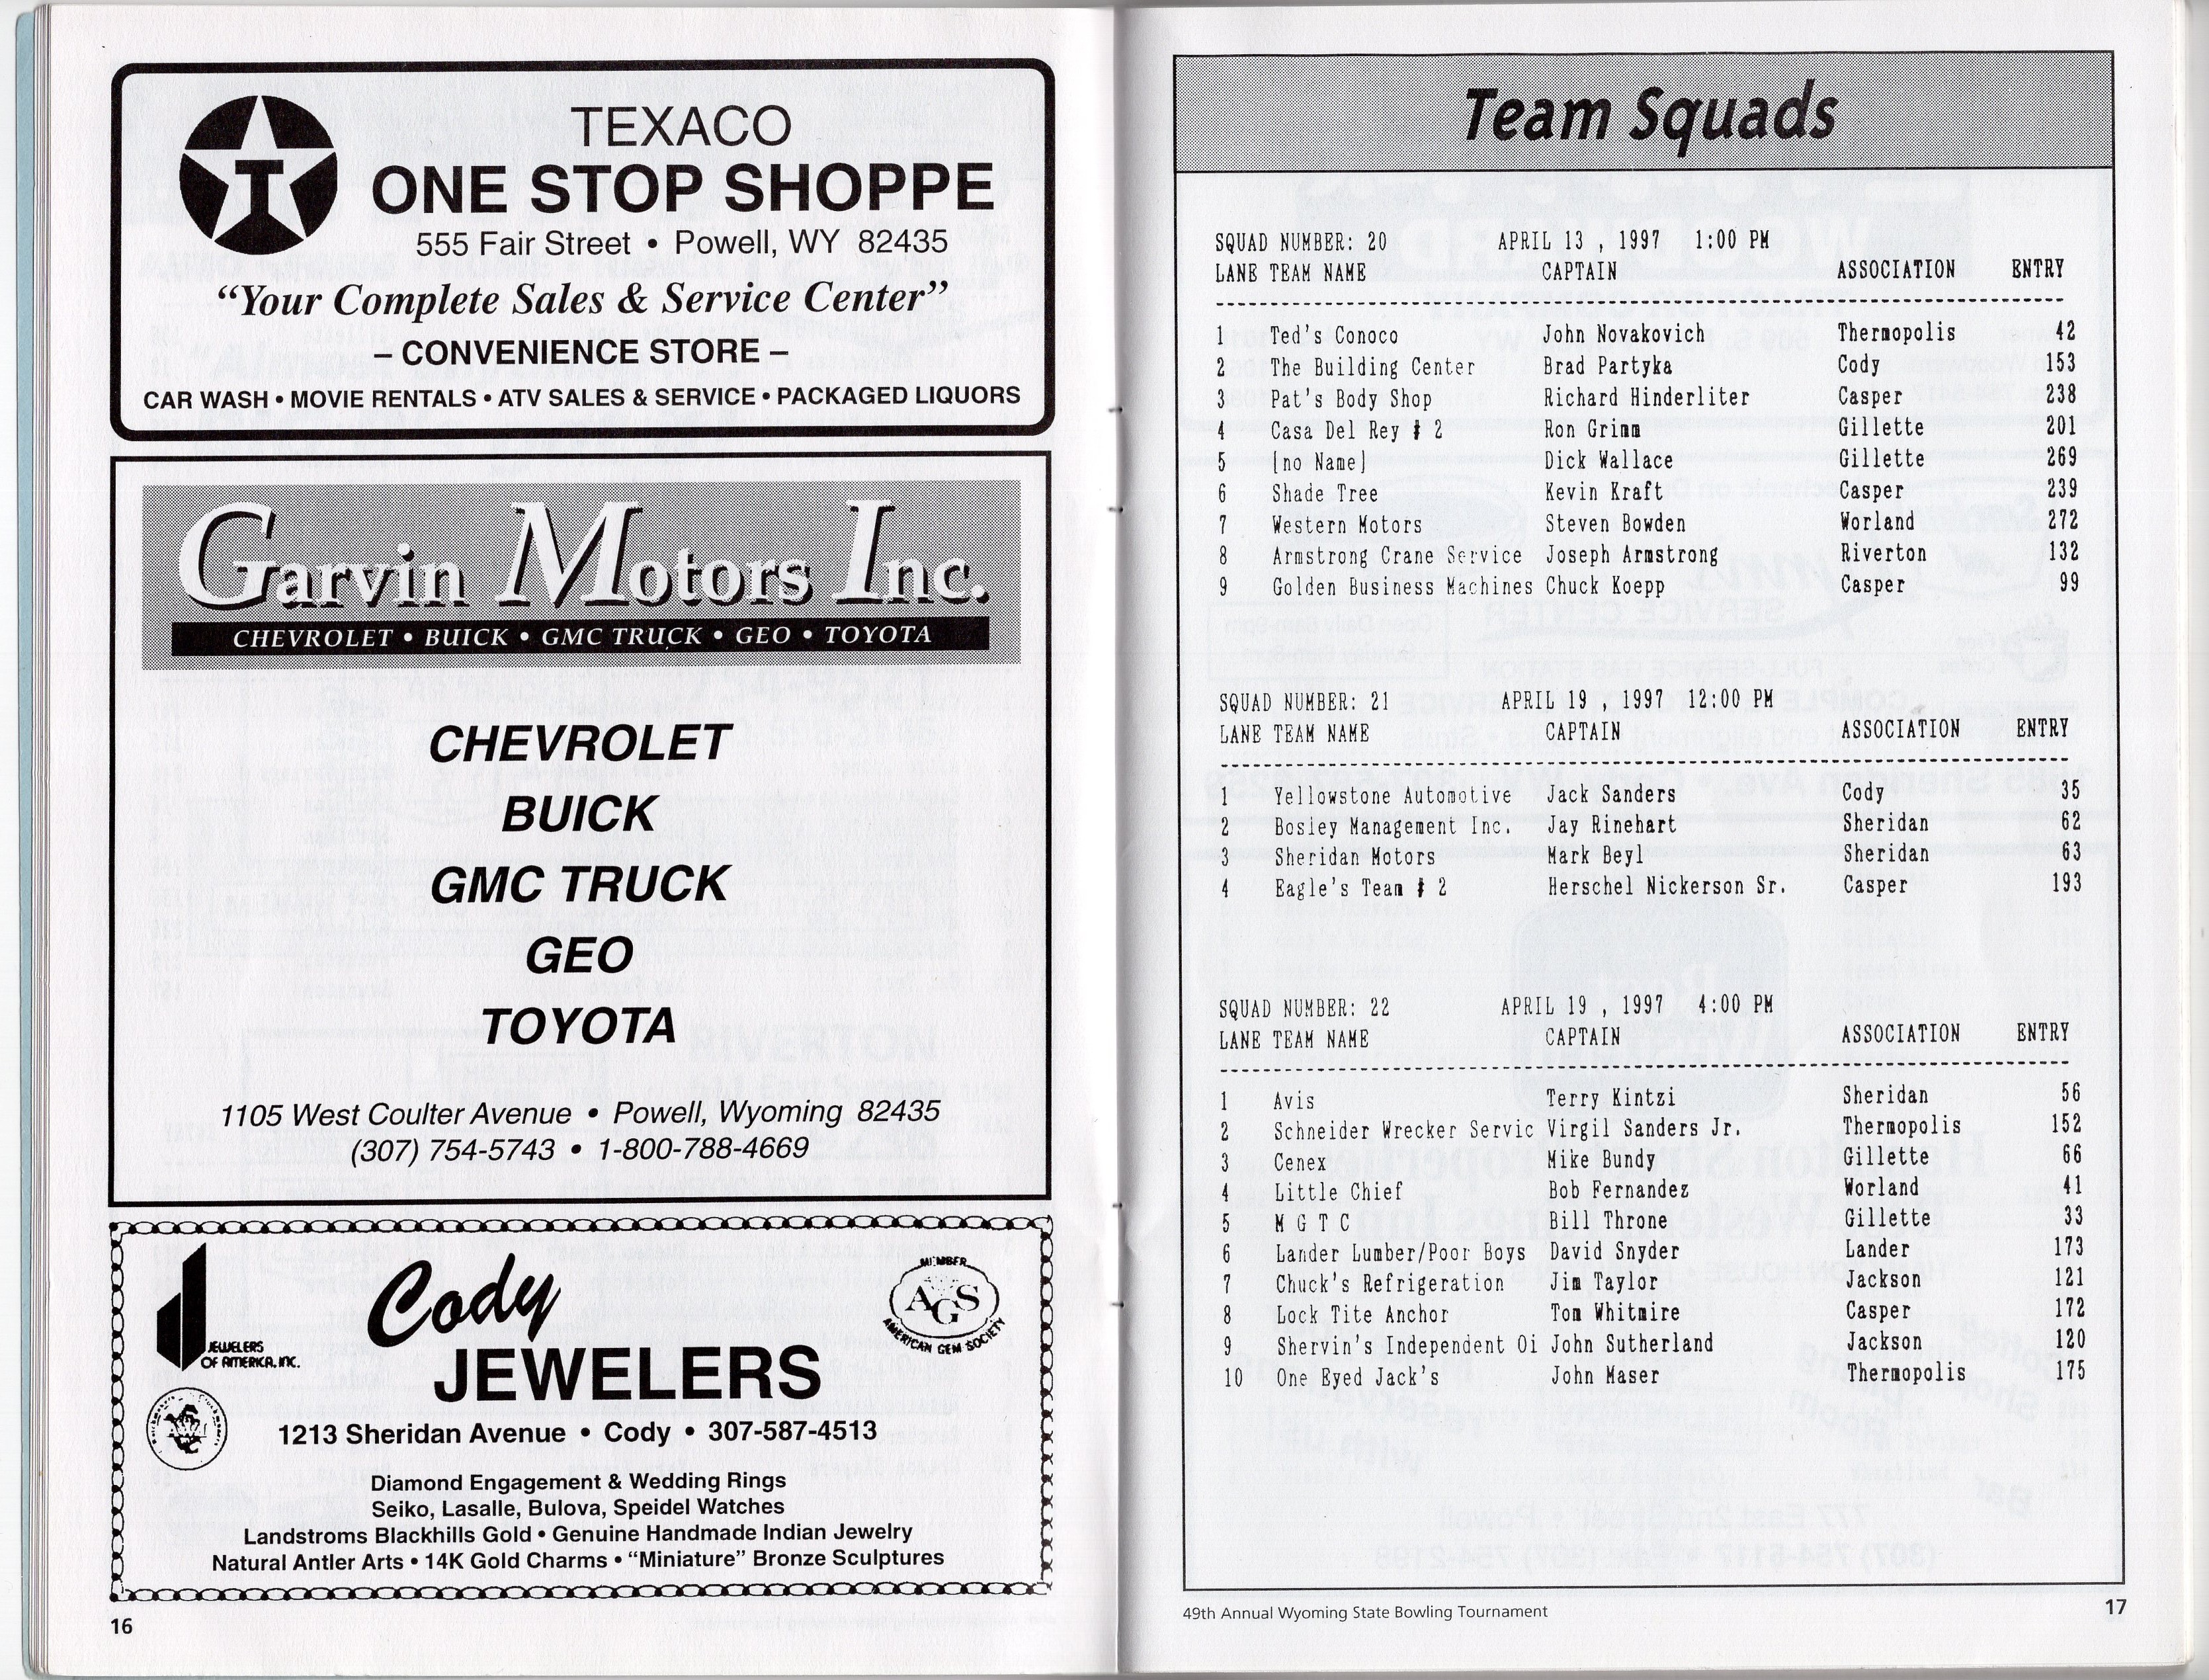 TEXACO
ONE STOP SHOPPE
555 Fair Street • Powell, WY 82435
“Your Complete Sales & Service Center”
– CONVENIENCE STORE –
CAR WASH • MOVIE RENTALS • ATV SALES & SERVICE • PACKAGED LIQUORS
Garvin Motors Inc.
CHEVROLET • BUICK • GMC TRUCK • GEO • TOYOTA
CHEVROLET
BUICK
GMC TRUCK
GEO
TOYOTA
1105 West Coulter Avenue • Powell, Wyoming 82435
(307) 754-5743 • 1-800-788-4669
JEWELERS
OF AMERICA, INC.
Cody
JEWELERS
MEMBER
AGS
AMERICAN GEM SOCIETY
1213 Sheridan Avenue • Cody • 307-587-4513
Diamond Engagement & Wedding Rings
Seiko, Lasalle, Bulova, Speidel Watches
Landstroms Blackhills Gold • Genuine Handmade Indian Jewelry
Natural Antler Arts • 14K Gold Charms • “Miniature” Bronze Sculptures
16
Team Squads
SQUAD NUMBER: 20 APRIL 13 , 1997 1:00 PM
LANE TEAM NAME CAPTAIN ASSOCIATION ENTRY
1 Ted's Conoco John Novakovich Thermopolis 42
2 The Building Center Brad Partyka Cody 153
3 Pat's Body Shop Richard Hinderliter Casper 238
4 Casa Del Rey # 2 Ron Grimm Gillette 201
5 [no Name] Dick Wallace Gillette 269
6 Shade Tree Kevin Kraft Casper 239
7 Western Motors Steven Bowden Worland 272
8 Armstrong Crane Service Joseph Armstrong Riverton 132
9 Golden Business Machines Chuck Koepp Casper 99
SQUAD NUMBER: 21 APRIL 19 , 1997 12:00 PM
LANE TEAM NAME CAPTAIN ASSOCIATION ENTRY
1 Yellowstone Automotive Jack Sanders Cody 35
2 Bosley Management Inc. Jay Rinehart Sheridan 62
3 Sheridan Motors Mark Beyl Sheridan 63
4 Eagle's Team # 2 Herschel Nickerson Sr. Casper 193
SQUAD NUMBER: 22 APRIL 19 , 1997 4:00 PM
LANE TEAM NAME CAPTAIN ASSOCIATION ENTRY
1 Avis Terry Kintzi Sheridan 56
2 Schneider Wrecker Servic Virgil Sanders Jr. Thermopolis 152
3 Cenex Mike Bundy Gillette 66
4 Little Chief Bob Fernandez Worland 41
5 M G T C Bill Throne Gillette 33
6 Lander Lumber/Poor Boys David Snyder Lander 173
7 Chuck's Refrigeration Jim Taylor Jackson 121
8 Lock Tite Anchor Tom Whitmire Casper 172
9 Shervin's Independent Oi John Sutherland Jackson 120
10 One Eyed Jack's John Maser Thermopolis 175
49th Annual Wyoming State Bowling Tournament
17